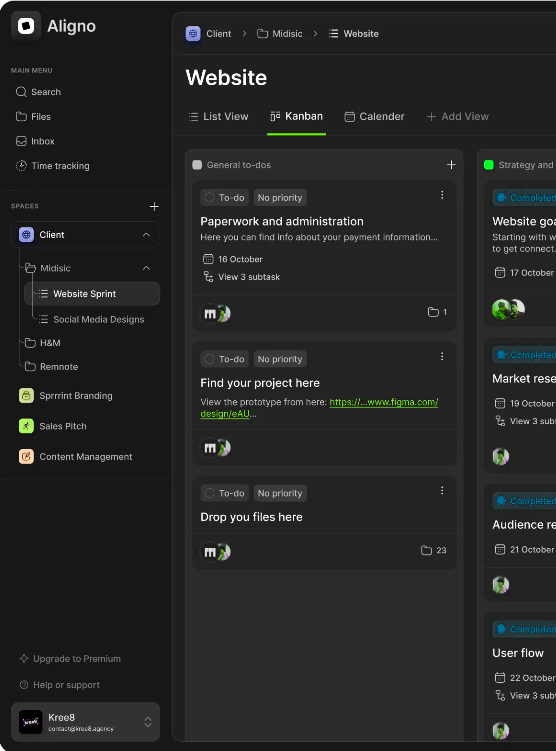 Aligno
MAIN MENU
Search
Files
Inbox
Time tracking
SPACES
Client
Midisic
Website Sprint
Social Media Designs
H&M
Remnote
Sprrrint Branding
Sales Pitch
Content Management
Upgrade to Premium
Help or support
Kree8
contact@kree8.agency
Client > Midisic > Website
Website
List View Kanban Calender + Add View
General to-dos +
To-do No priority
Paperwork and administration
Here you can find info about your payment information...
16 October
View 3 subtask
1
To-do No priority
Find your project here
View the prototype from here: https://...www.figma.com/
design/eAU...
To-do No priority
Drop you files here
23
Strategy and
Completed
Website goa
Starting with w
to get connect.
17 October
Completed
Market rese
19 October
View 3 sub
Completed
Audience re
21 October
Completed
User flow
22 October
View 3 sub